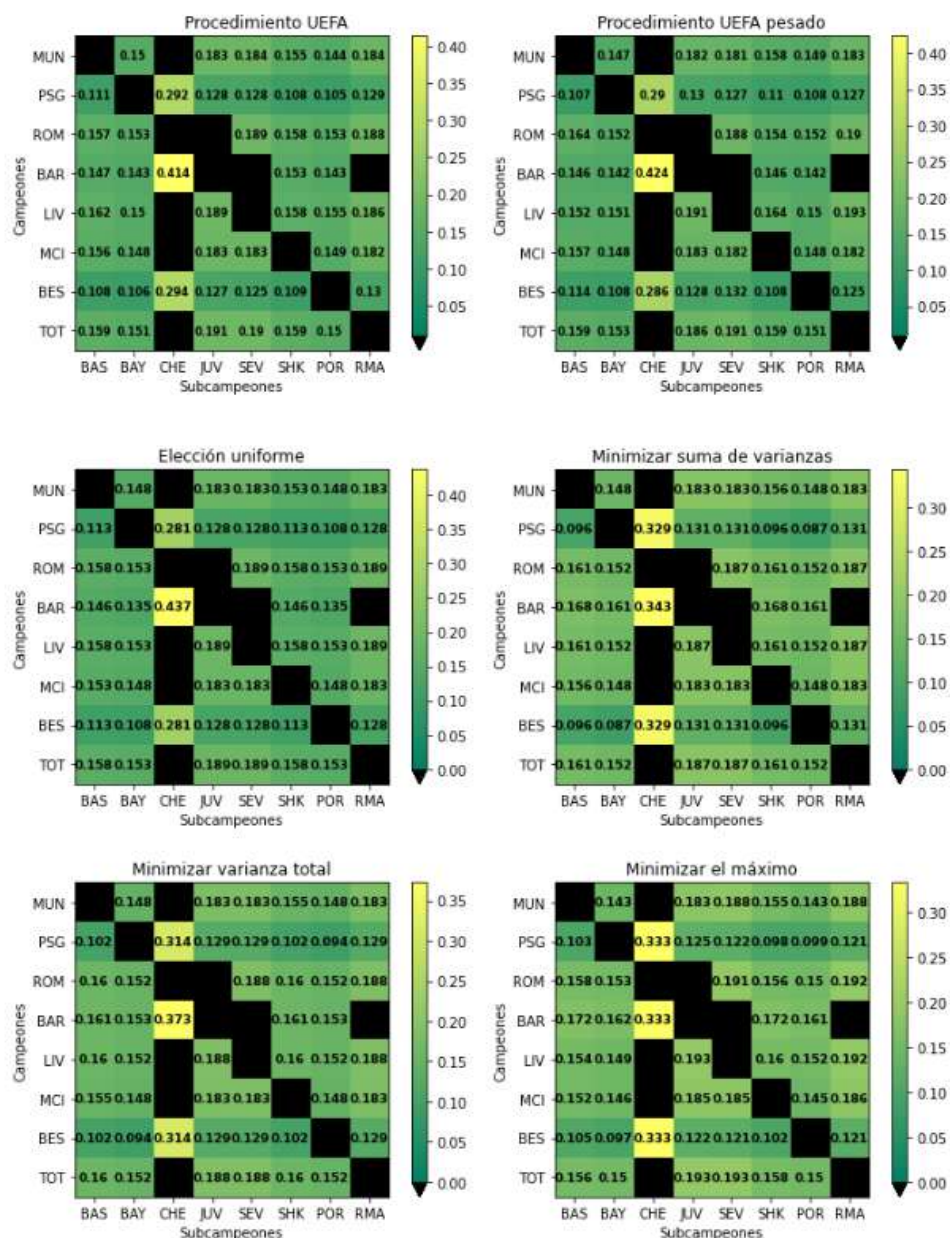 Procedimiento UEFA
Campeones
MUN 0.15 0.183 0.184 0.155 0.144 0.184
PSG 0.111 0.292 0.128 0.128 0.108 0.105 0.129
ROM 0.157 0.153 0.189 0.158 0.153 0.188
BAR 0.147 0.143 0.414 0.153 0.143
LIV 0.162 0.15 0.189 0.158 0.155 0.186
MCI 0.156 0.148 0.183 0.183 0.149 0.182
BES 0.108 0.106 0.294 0.127 0.125 0.109 0.13
TOT 0.159 0.151 0.191 0.19 0.159 0.15
BAS BAY CHE JUV SEV SHK POR RMA
Subcampeones
0.40
0.35
0.30
0.25
0.20
0.15
0.10
0.05
Procedimiento UEFA pesado
Campeones
MUN 0.147 0.182 0.181 0.158 0.149 0.183
PSG 0.107 0.29 0.13 0.127 0.11 0.108 0.127
ROM 0.164 0.152 0.188 0.154 0.152 0.19
BAR 0.146 0.142 0.424 0.146 0.142
LIV 0.152 0.151 0.191 0.164 0.15 0.193
MCI 0.157 0.148 0.183 0.182 0.148 0.182
BES 0.114 0.108 0.286 0.128 0.132 0.108 0.125
TOT 0.159 0.153 0.186 0.191 0.159 0.151
BAS BAY CHE JUV SEV SHK POR RMA
Subcampeones
0.40
0.35
0.30
0.25
0.20
0.15
0.10
0.05
Elección uniforme
Campeones
MUN 0.148 0.183 0.183 0.153 0.148 0.183
PSG 0.113 0.281 0.128 0.128 0.113 0.108 0.128
ROM 0.158 0.153 0.189 0.158 0.153 0.189
BAR 0.146 0.135 0.437 0.146 0.135
LIV 0.158 0.153 0.189 0.158 0.153 0.189
MCI 0.153 0.148 0.183 0.183 0.148 0.183
BES 0.113 0.108 0.281 0.128 0.128 0.113 0.128
TOT 0.158 0.153 0.189 0.189 0.158 0.153
BAS BAY CHE JUV SEV SHK POR RMA
Subcampeones
0.40
0.35
0.30
0.25
0.20
0.15
0.10
0.05
0.00
Minimizar suma de varianzas
Campeones
MUN 0.148 0.183 0.183 0.156 0.148 0.183
PSG 0.096 0.329 0.131 0.131 0.096 0.087 0.131
ROM 0.161 0.152 0.187 0.161 0.152 0.187
BAR 0.168 0.161 0.343 0.168 0.161
LIV 0.161 0.152 0.187 0.161 0.152 0.187
MCI 0.156 0.148 0.183 0.183 0.148 0.183
BES 0.096 0.087 0.329 0.131 0.131 0.096 0.131
TOT 0.161 0.152 0.187 0.187 0.161 0.152
BAS BAY CHE JUV SEV SHK POR RMA
Subcampeones
0.30
0.25
0.20
0.15
0.10
0.05
0.00
Minimizar varianza total
Campeones
MUN 0.148 0.183 0.183 0.155 0.148 0.183
PSG 0.102 0.314 0.129 0.129 0.102 0.094 0.129
ROM 0.16 0.152 0.188 0.16 0.152 0.188
BAR 0.161 0.153 0.373 0.161 0.153
LIV 0.16 0.152 0.188 0.16 0.152 0.188
MCI 0.155 0.148 0.183 0.183 0.148 0.183
BES 0.102 0.094 0.314 0.129 0.129 0.102 0.129
TOT 0.16 0.152 0.188 0.188 0.16 0.152
BAS BAY CHE JUV SEV SHK POR RMA
Subcampeones
0.35
0.30
0.25
0.20
0.15
0.10
0.05
0.00
Minimizar el máximo
Campeones
MUN 0.143 0.183 0.188 0.155 0.143 0.188
PSG 0.103 0.333 0.125 0.122 0.098 0.099 0.121
ROM 0.158 0.153 0.191 0.156 0.15 0.192
BAR 0.172 0.162 0.333 0.172 0.161
LIV 0.154 0.149 0.193 0.16 0.152 0.192
MCI 0.152 0.146 0.185 0.185 0.145 0.186
BES 0.105 0.097 0.333 0.122 0.121 0.102 0.121
TOT 0.156 0.15 0.193 0.193 0.158 0.15
BAS BAY CHE JUV SEV SHK POR RMA
Subcampeones
0.30
0.25
0.20
0.15
0.10
0.05
0.00